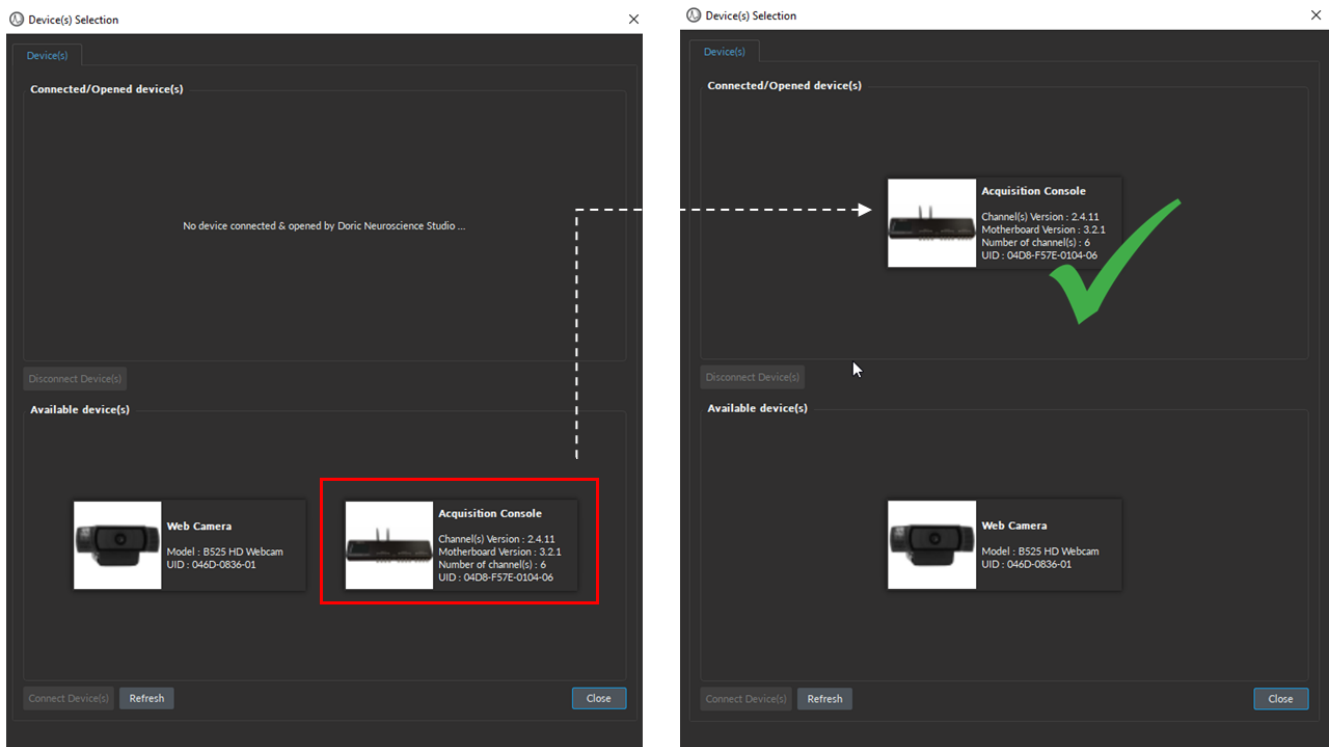 Device(s) Selection
Device(s)
Connected/Opened device(s)
No device connected & opened by Doric Neuroscience Studio ...
Disconnect Device(s)
Available device(s)
Web Camera
Model : B525 HD Webcam
UID : 046D-0836-01
Acquisition Console
Channel(s) Version : 2.4.11
Motherboard Version : 3.2.1
Number of channel(s) : 6
UID : 04D8-F57E-0104-06
Connect Device(s)
Refresh
Close
Device(s) Selection
Device(s)
Connected/Opened device(s)
Acquisition Console
Channel(s) Version : 2.4.11
Motherboard Version : 3.2.1
Number of channel(s) : 6
UID : 04D8-F57E-0104-06
Disconnect Device(s)
Available device(s)
Web Camera
Model : B525 HD Webcam
UID : 046D-0836-01
Connect Device(s)
Refresh
Close